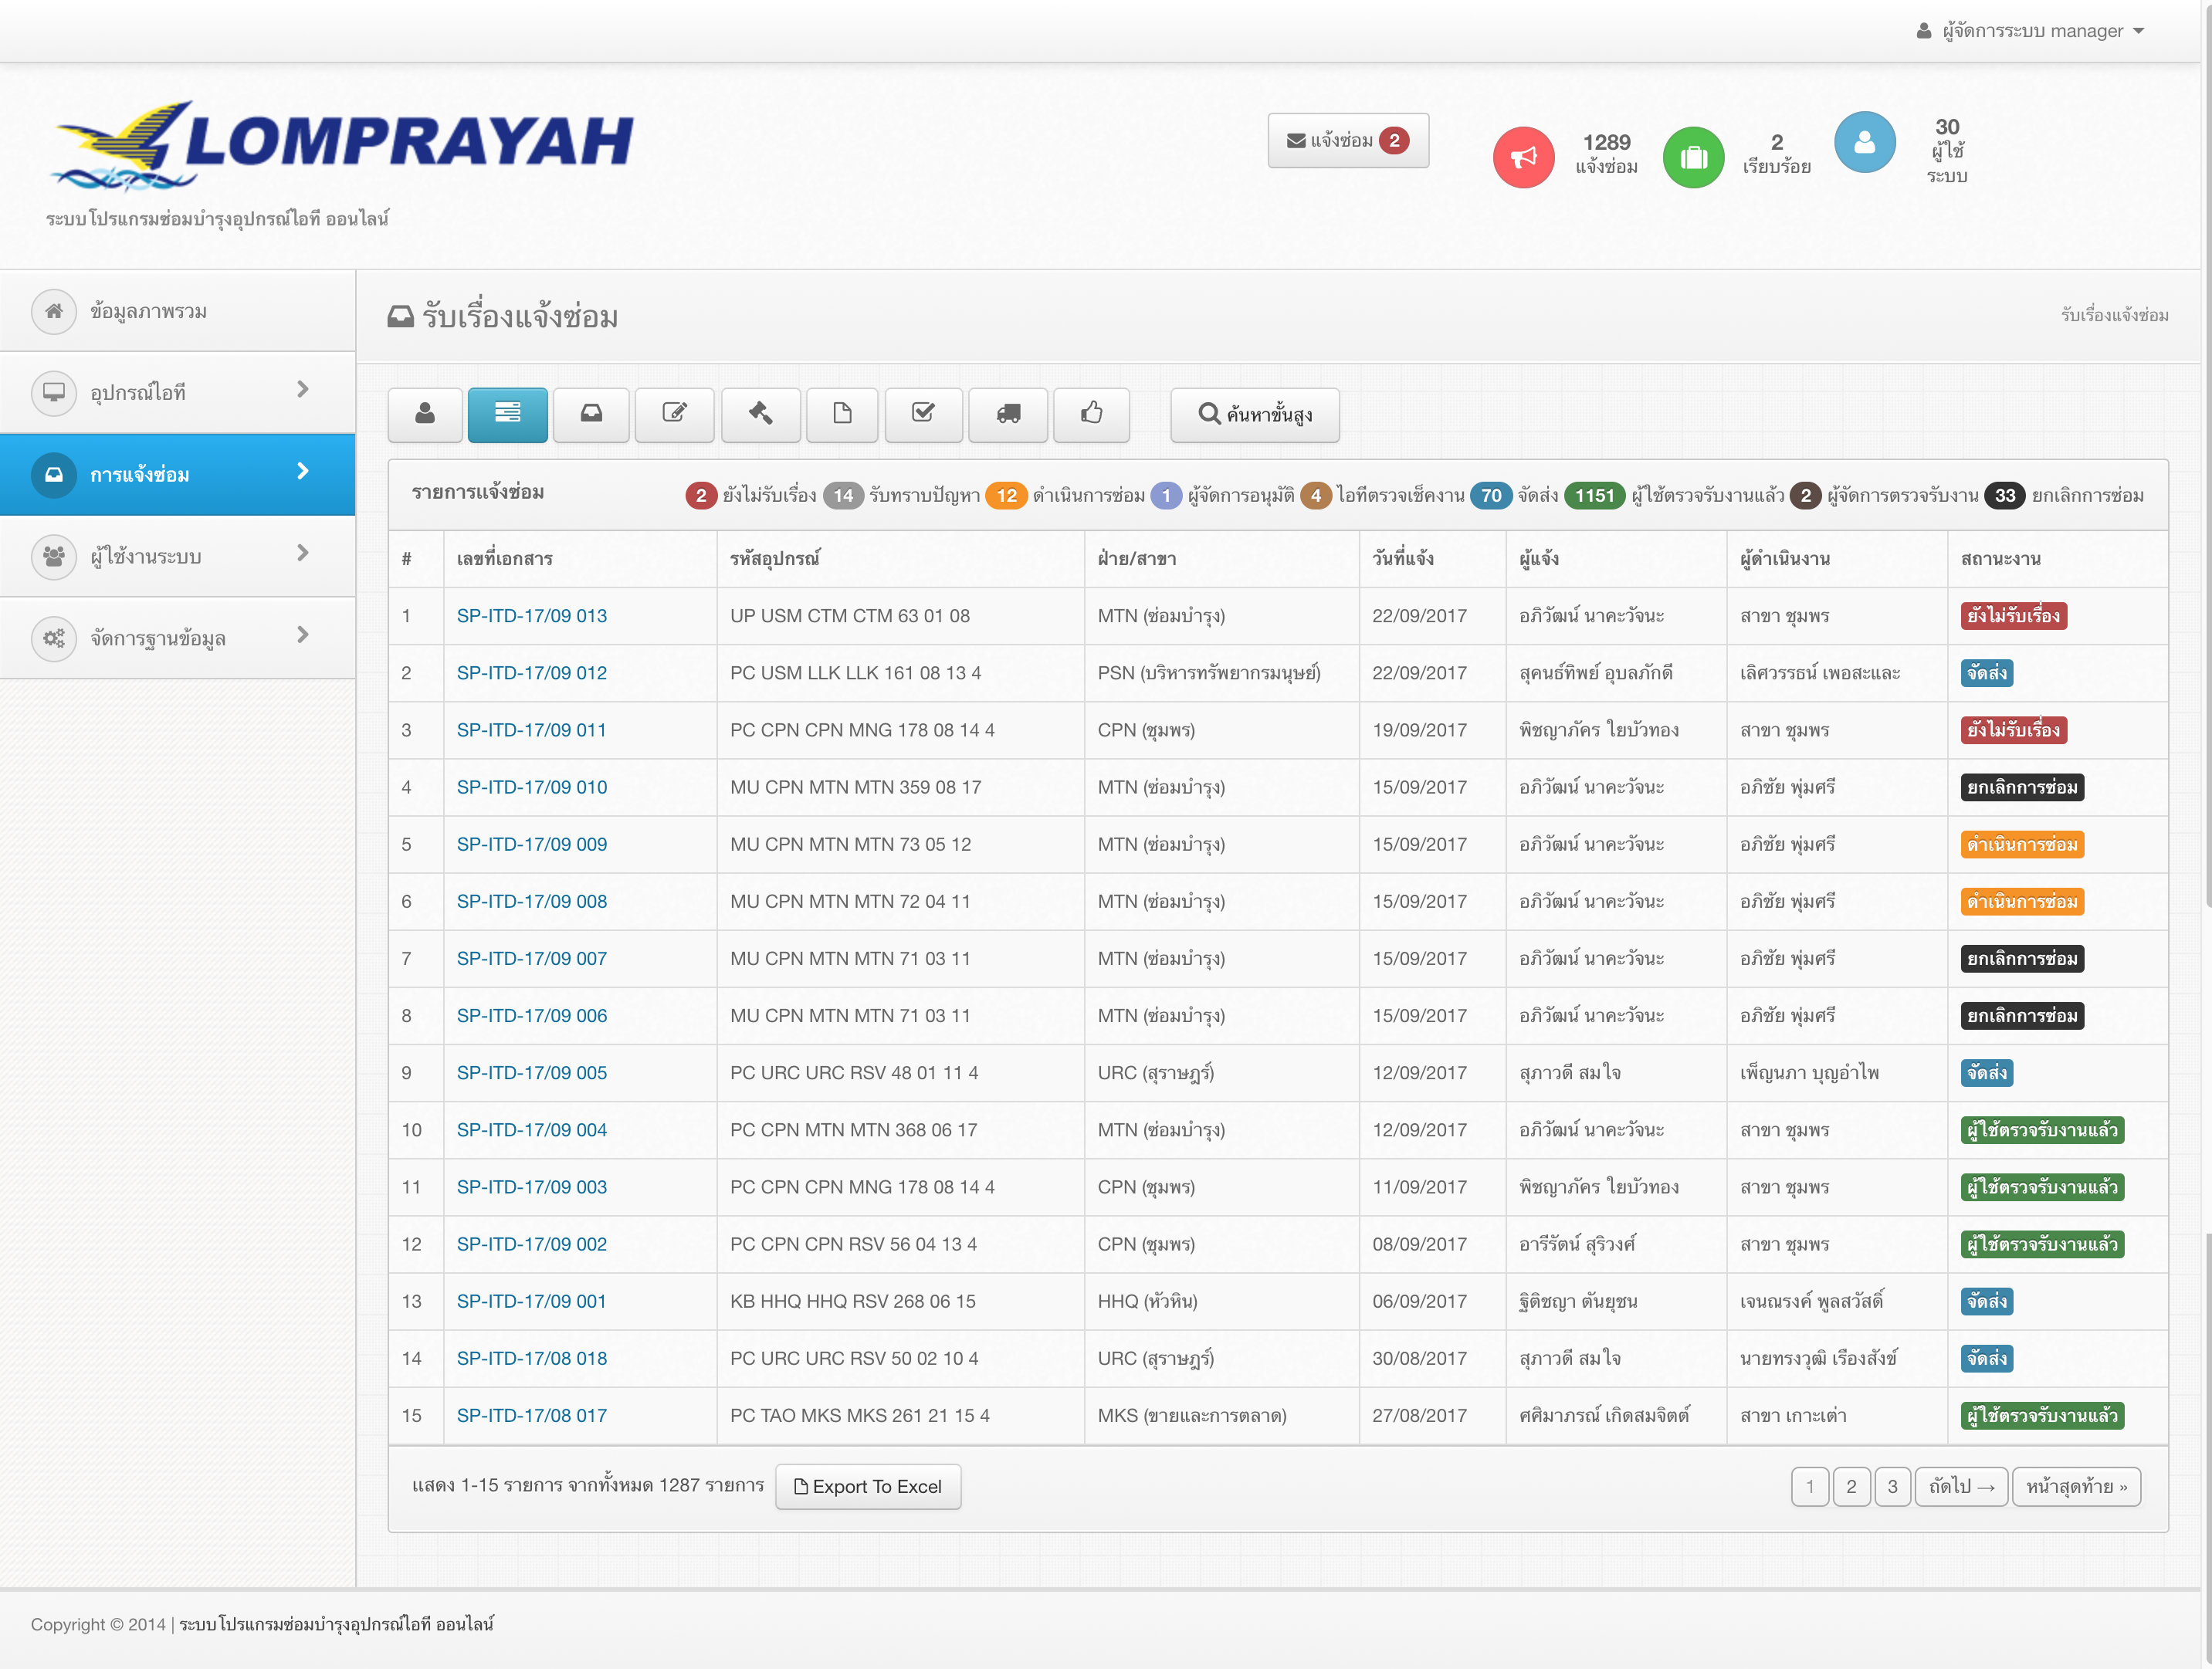 ผู้จัดการระบบ manager
LOMPRAYAH
ระบบโปรแกรมซ่อมบำรุงอุปกรณ์ไอที ออนไลน์
แจ้งซ่อม 2
1289
แจ้งซ่อม
2
เรียบร้อย
30
ผู้ใช้
ระบบ
ข้อมูลภาพรวม
อุปกรณ์ไอที
การแจ้งซ่อม
ผู้ใช้งานระบบ
จัดการฐานข้อมูล
รับเรื่องแจ้งซ่อม
รับเรื่องแจ้งซ่อม
ค้นหาขั้นสูง
รายการแจ้งซ่อม
2 ยังไม่รับเรื่อง 14 รับทราบปัญหา 12 ดำเนินการซ่อม 1 ผู้จัดการอนุมัติ 4 ไอทีตรวจเช็คงาน 70 จัดส่ง 1151 ผู้ใช้ตรวจรับงานแล้ว 2 ผู้จัดการตรวจรับงาน 33 ยกเลิกการซ่อม
# เลขที่เอกสาร รหัสอุปกรณ์ ฝ่าย/สาขา วันที่แจ้ง ผู้แจ้ง ผู้ดำเนินงาน สถานะงาน
1 SP-ITD-17/09 013 UP USM CTM CTM 63 01 08 MTN (ซ่อมบำรุง) 22/09/2017 อภิวัฒน์ นาคะวัจนะ สาขา ชุมพร ยังไม่รับเรื่อง
2 SP-ITD-17/09 012 PC USM LLK LLK 161 08 13 4 PSN (บริหารทรัพยากรมนุษย์) 22/09/2017 สุคนธ์ทิพย์ อุบลภักดี เลิศวรรธน์ เพอสะและ จัดส่ง
3 SP-ITD-17/09 011 PC CPN CPN MNG 178 08 14 4 CPN (ชุมพร) 19/09/2017 พิชญาภัคร ใยบัวทอง สาขา ชุมพร ยังไม่รับเรื่อง
4 SP-ITD-17/09 010 MU CPN MTN MTN 359 08 17 MTN (ซ่อมบำรุง) 15/09/2017 อภิวัฒน์ นาคะวัจนะ อภิชัย พุ่มศรี ยกเลิกการซ่อม
5 SP-ITD-17/09 009 MU CPN MTN MTN 73 05 12 MTN (ซ่อมบำรุง) 15/09/2017 อภิวัฒน์ นาคะวัจนะ อภิชัย พุ่มศรี ดำเนินการซ่อม
6 SP-ITD-17/09 008 MU CPN MTN MTN 72 04 11 MTN (ซ่อมบำรุง) 15/09/2017 อภิวัฒน์ นาคะวัจนะ อภิชัย พุ่มศรี ดำเนินการซ่อม
7 SP-ITD-17/09 007 MU CPN MTN MTN 71 03 11 MTN (ซ่อมบำรุง) 15/09/2017 อภิวัฒน์ นาคะวัจนะ อภิชัย พุ่มศรี ยกเลิกการซ่อม
8 SP-ITD-17/09 006 MU CPN MTN MTN 71 03 11 MTN (ซ่อมบำรุง) 15/09/2017 อภิวัฒน์ นาคะวัจนะ อภิชัย พุ่มศรี ยกเลิกการซ่อม
9 SP-ITD-17/09 005 PC URC URC RSV 48 01 11 4 URC (สุราษฎร์) 12/09/2017 สุภาวดี สมใจ เพ็ญนภา บุญอำไพ จัดส่ง
10 SP-ITD-17/09 004 PC CPN MTN MTN 368 06 17 MTN (ซ่อมบำรุง) 12/09/2017 อภิวัฒน์ นาคะวัจนะ สาขา ชุมพร ผู้ใช้ตรวจรับงานแล้ว
11 SP-ITD-17/09 003 PC CPN CPN MNG 178 08 14 4 CPN (ชุมพร) 11/09/2017 พิชญาภัคร ใยบัวทอง สาขา ชุมพร ผู้ใช้ตรวจรับงานแล้ว
12 SP-ITD-17/09 002 PC CPN CPN RSV 56 04 13 4 CPN (ชุมพร) 08/09/2017 อารีรัตน์ สุริวงศ์ สาขา ชุมพร ผู้ใช้ตรวจรับงานแล้ว
13 SP-ITD-17/09 001 KB HHQ HHQ RSV 268 06 15 HHQ (หัวหิน) 06/09/2017 ฐิติชญา ตันยุชน เจนณรงค์ พูลสวัสดิ์ จัดส่ง
14 SP-ITD-17/08 018 PC URC URC RSV 50 02 10 4 URC (สุราษฎร์) 30/08/2017 สุภาวดี สมใจ นายทรงวุฒิ เรืองสังข์ จัดส่ง
15 SP-ITD-17/08 017 PC TAO MKS MKS 261 21 15 4 MKS (ขายและการตลาด) 27/08/2017 ศศิมาภรณ์ เกิดสมจิตต์ สาขา เกาะเต่า ผู้ใช้ตรวจรับงานแล้ว
แสดง 1-15 รายการ จากทั้งหมด 1287 รายการ Export To Excel 1 2 3 ถัดไป → หน้าสุดท้าย »
Copyright © 2014 | ระบบโปรแกรมซ่อมบำรุงอุปกรณ์ไอที ออนไลน์